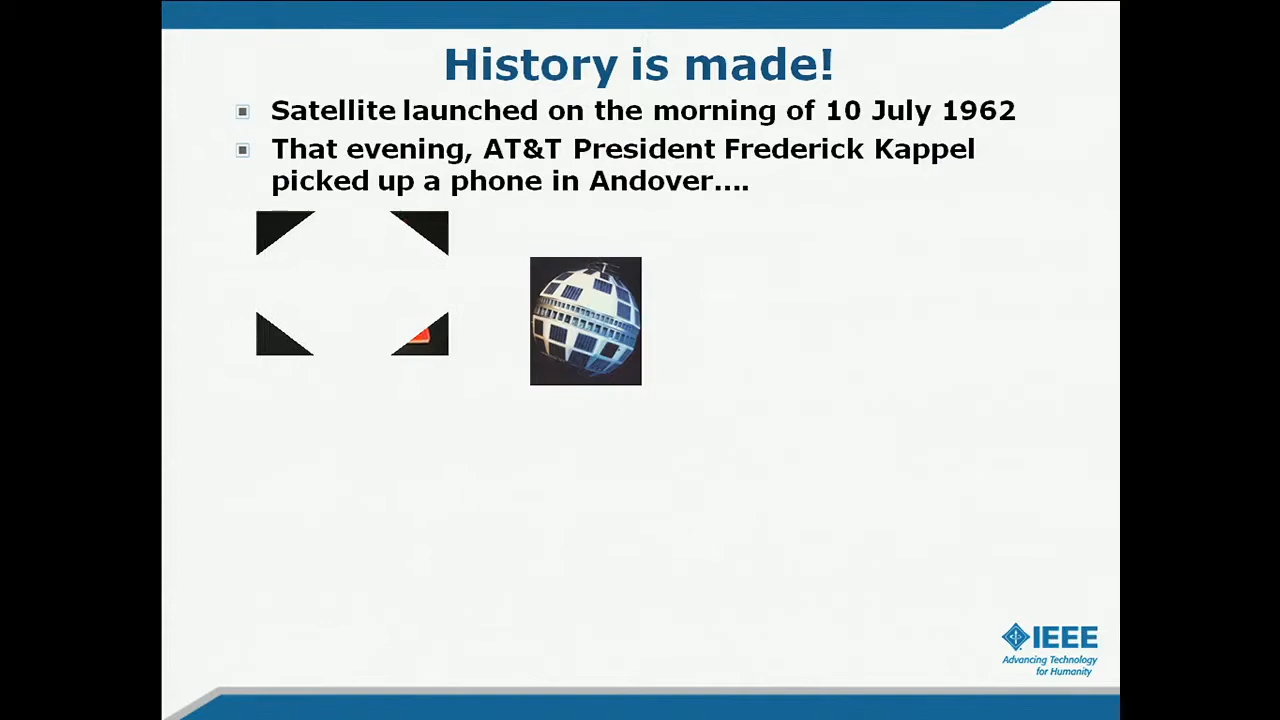 History is made!
Satellite launched on the morning of 10 July 1962
That evening, AT&T President Frederick Kappel
picked up a phone in Andover....
IEEE
Advancing Technology
for Humanity